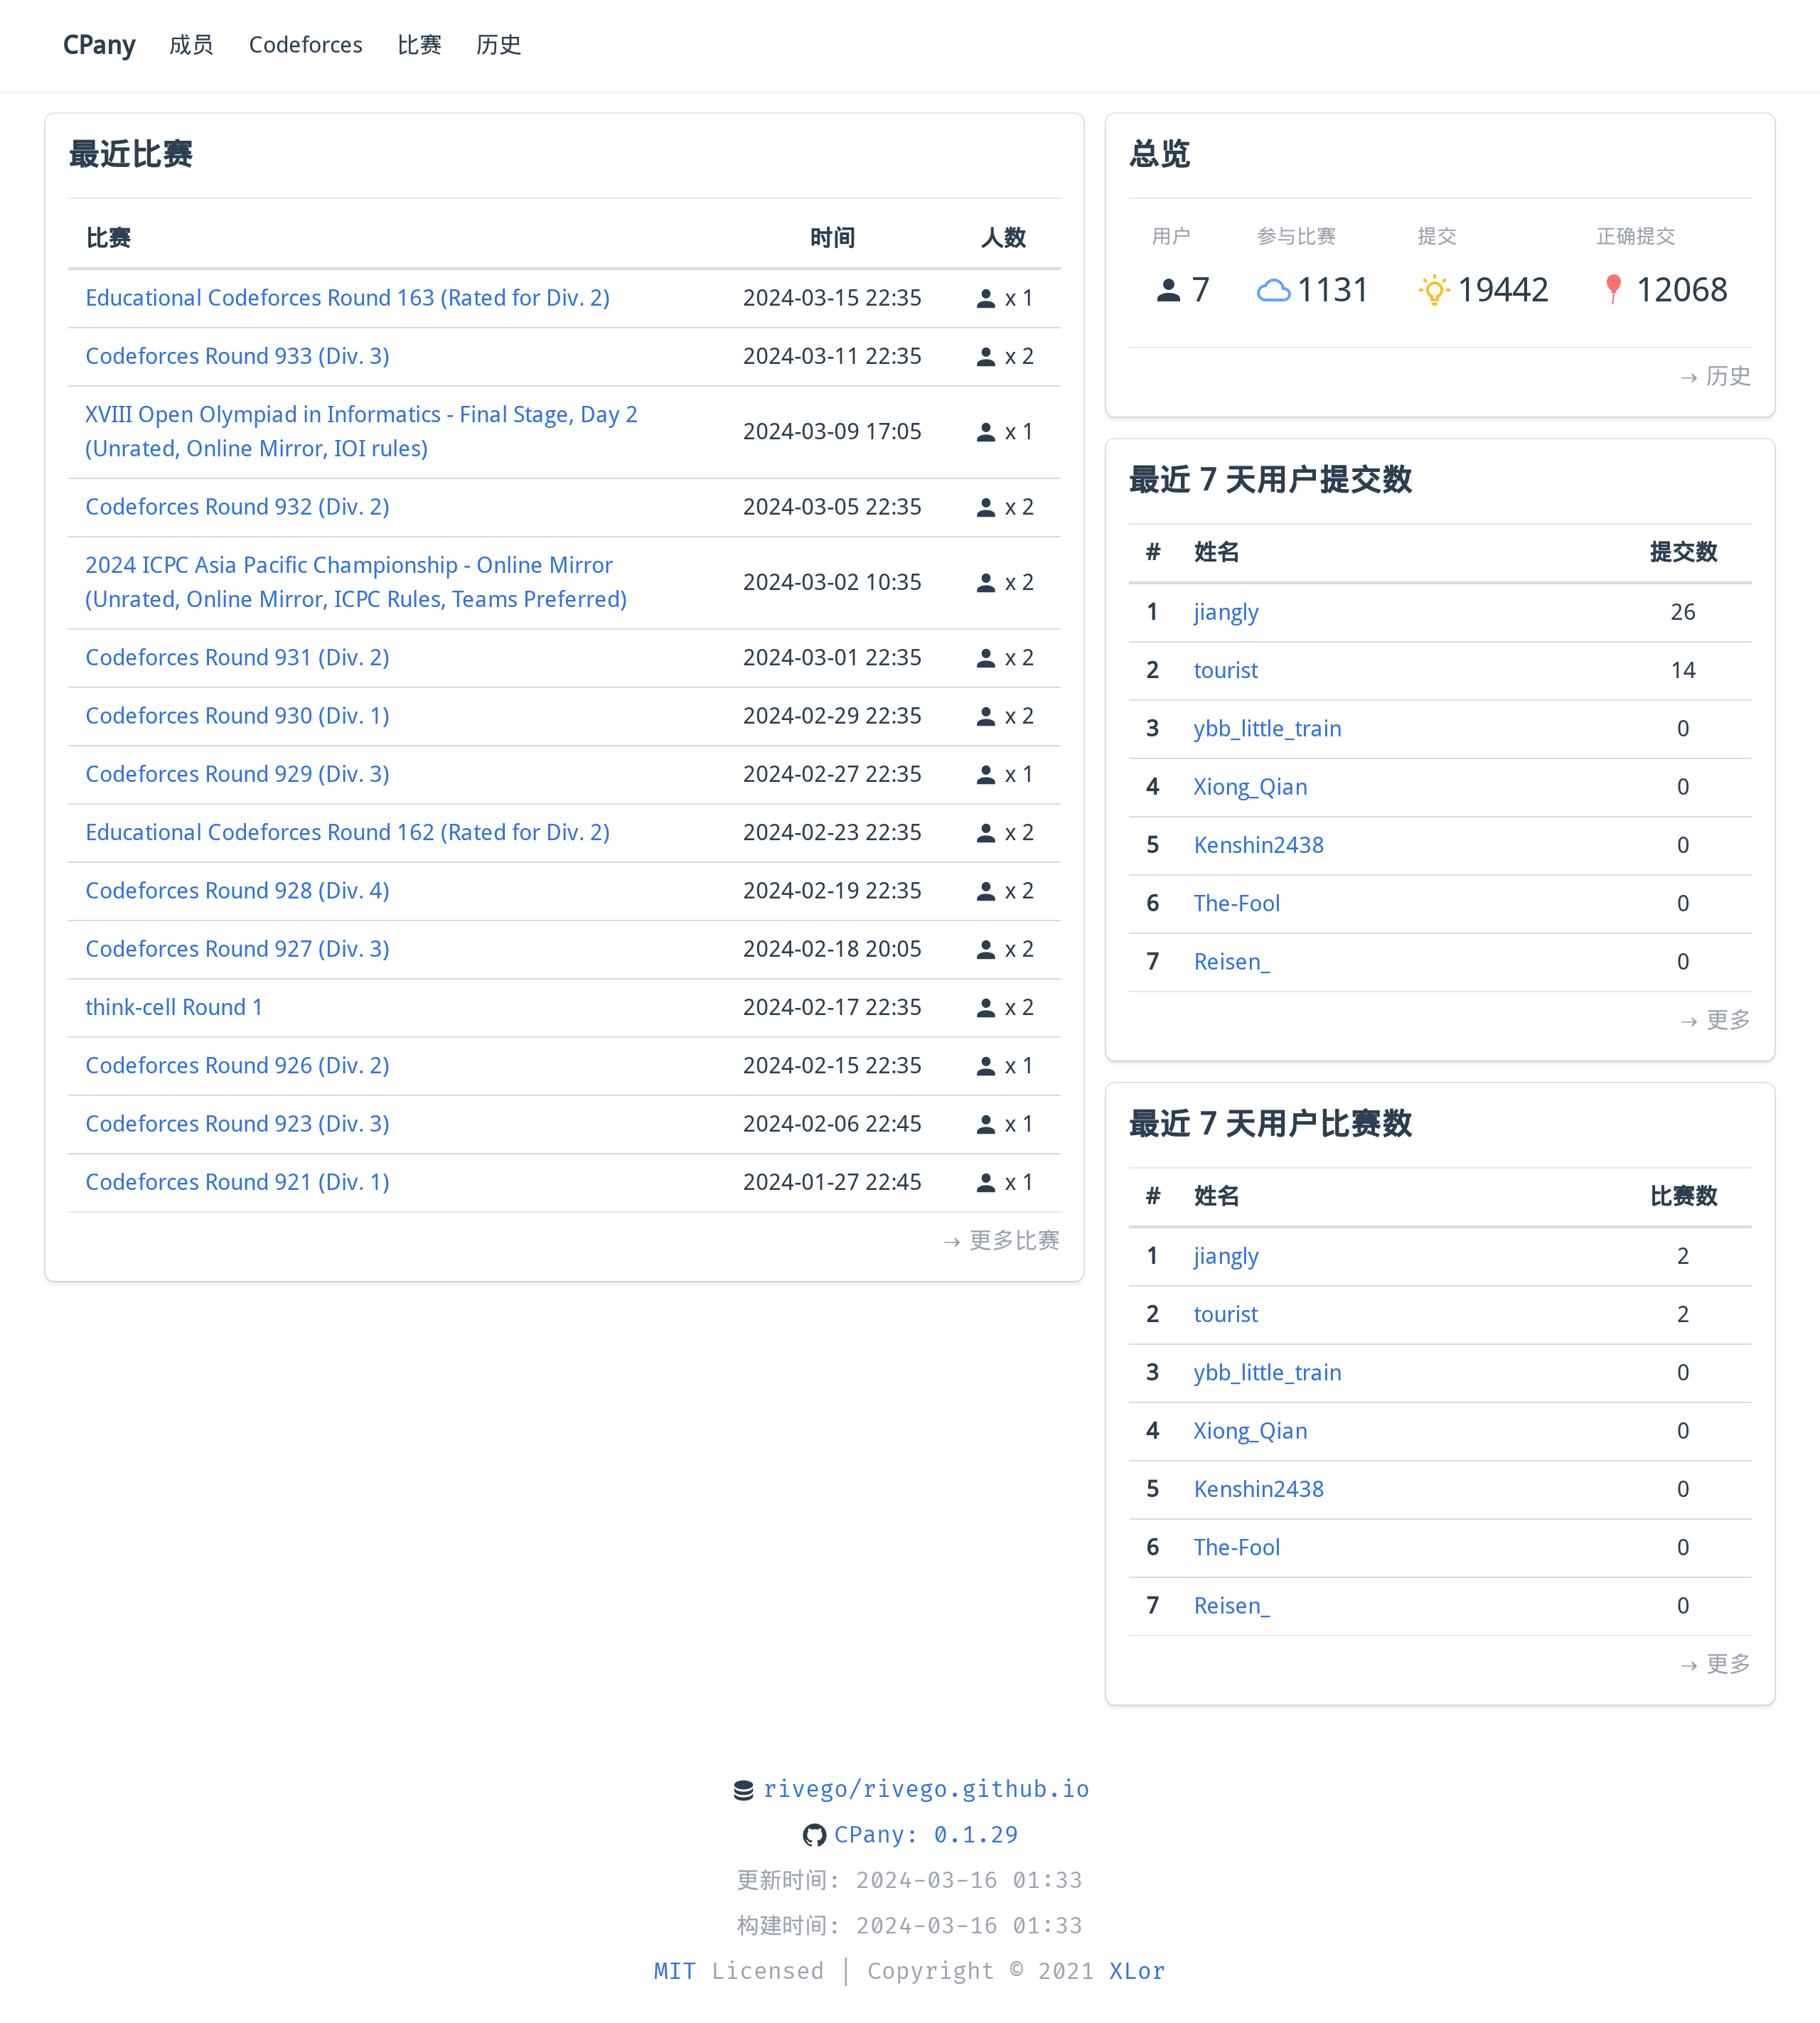 CPany 成员 Codeforces 比赛 历史
最近比赛
比赛 时间 人数
Educational Codeforces Round 163 (Rated for Div. 2) 2024-03-15 22:35 x 1
Codeforces Round 933 (Div. 3) 2024-03-11 22:35 x 2
XVIII Open Olympiad in Informatics - Final Stage, Day 2
(Unrated, Online Mirror, IOI rules) 2024-03-09 17:05 x 1
Codeforces Round 932 (Div. 2) 2024-03-05 22:35 x 2
2024 ICPC Asia Pacific Championship - Online Mirror
(Unrated, Online Mirror, ICPC Rules, Teams Preferred) 2024-03-02 10:35 x 2
Codeforces Round 931 (Div. 2) 2024-03-01 22:35 x 2
Codeforces Round 930 (Div. 1) 2024-02-29 22:35 x 2
Codeforces Round 929 (Div. 3) 2024-02-27 22:35 x 1
Educational Codeforces Round 162 (Rated for Div. 2) 2024-02-23 22:35 x 2
Codeforces Round 928 (Div. 4) 2024-02-19 22:35 x 2
Codeforces Round 927 (Div. 3) 2024-02-18 20:05 x 2
think-cell Round 1 2024-02-17 22:35 x 2
Codeforces Round 926 (Div. 2) 2024-02-15 22:35 x 1
Codeforces Round 923 (Div. 3) 2024-02-06 22:45 x 1
Codeforces Round 921 (Div. 1) 2024-01-27 22:45 x 1
→ 更多比赛
总览
用户 参与比赛 提交 正确提交
7 1131 19442 12068
→ 历史
最近 7 天用户提交数
# 姓名 提交数
1 jiangly 26
2 tourist 14
3 ybb_little_train 0
4 Xiong_Qian 0
5 Kenshin2438 0
6 The-Fool 0
7 Reisen_ 0
→ 更多
最近 7 天用户比赛数
# 姓名 比赛数
1 jiangly 2
2 tourist 2
3 ybb_little_train 0
4 Xiong_Qian 0
5 Kenshin2438 0
6 The-Fool 0
7 Reisen_ 0
→ 更多
rivego/rivego.github.io
CPany: 0.1.29
更新时间: 2024-03-16 01:33
构建时间: 2024-03-16 01:33
MIT Licensed | Copyright © 2021 XLor